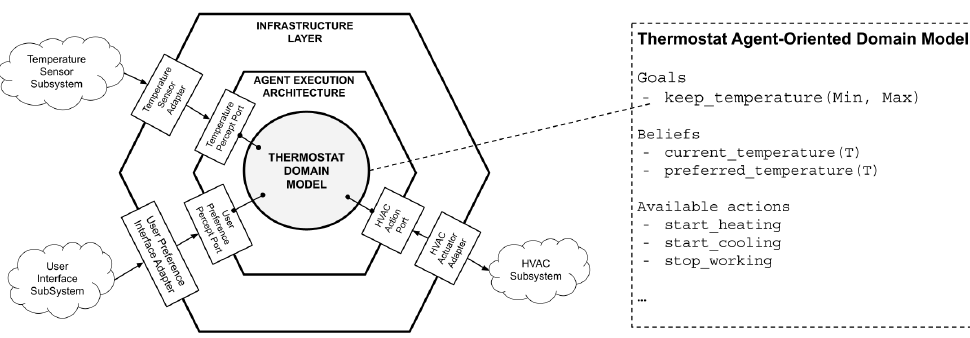 INFRASTRUCTURE
LAYER
AGENT EXECUTION
ARCHITECTURE
THERMOSTAT
DOMAIN
MODEL
Temperature
Sensor
Subsystem
Temperature
Sensor
Adapter
Temperature
Percept Port
User
Interface
SubSystem
User Preference
Interface Adapter
User
Preference
Percept Port
HVAC
Action
Port
HVAC
Actuator
Adapter
HVAC
Subsystem
Thermostat Agent-Oriented Domain Model
Goals
- keep_temperature(Min, Max)
Beliefs
- current_temperature(T)
- preferred_temperature(T)
Available actions
- start_heating
- start_cooling
- stop_working
…